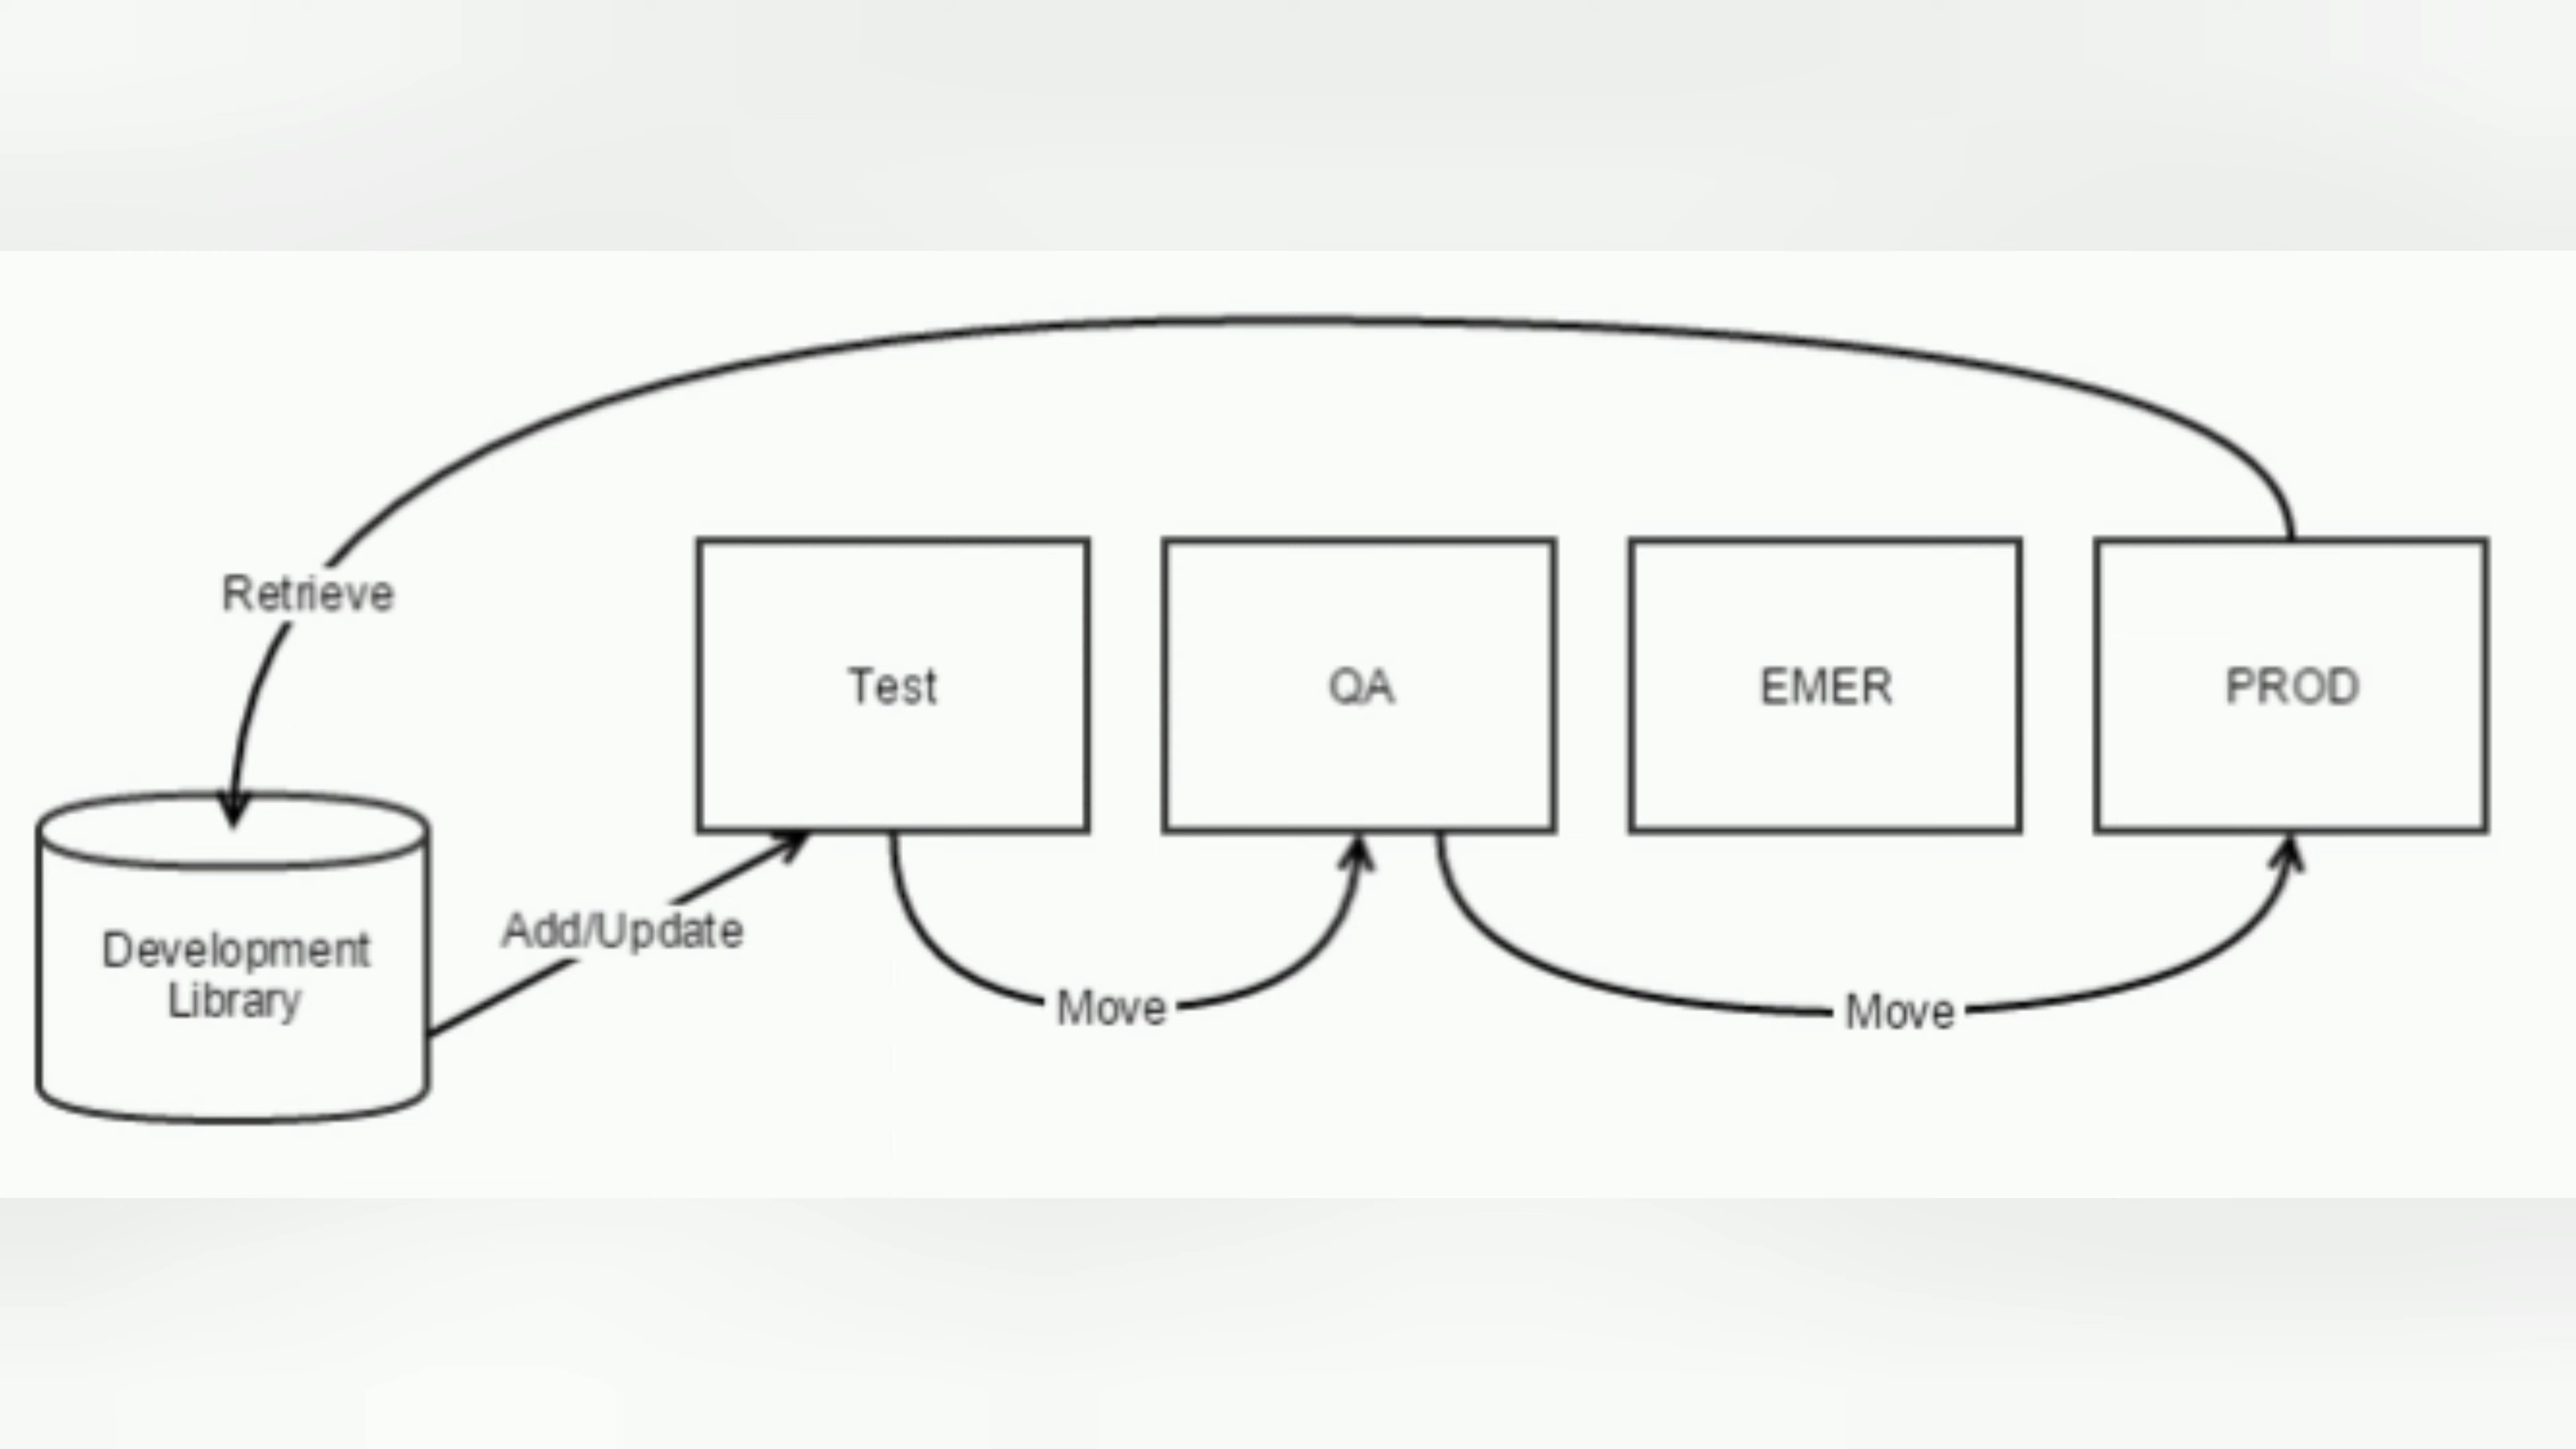 Retrieve
Test
QA
EMER
PROD
Add/Update
Development
Library
Move
Move